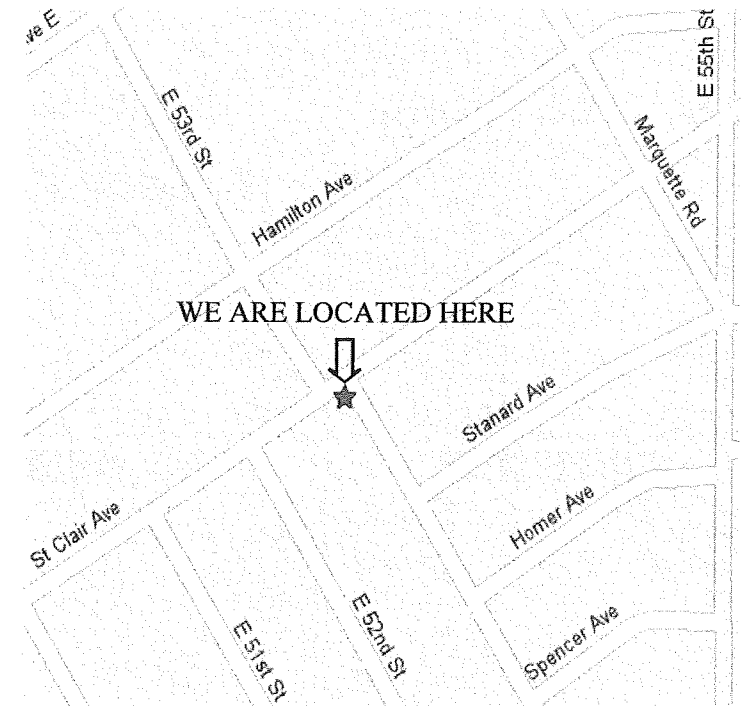 ve E
E 53rd St
E 55th St
Marquette Rd
Hamilton Ave
WE ARE LOCATED HERE
Stanard Ave
St Clair Ave
Homer Ave
E 51st St
E 52nd St
Spencer Ave